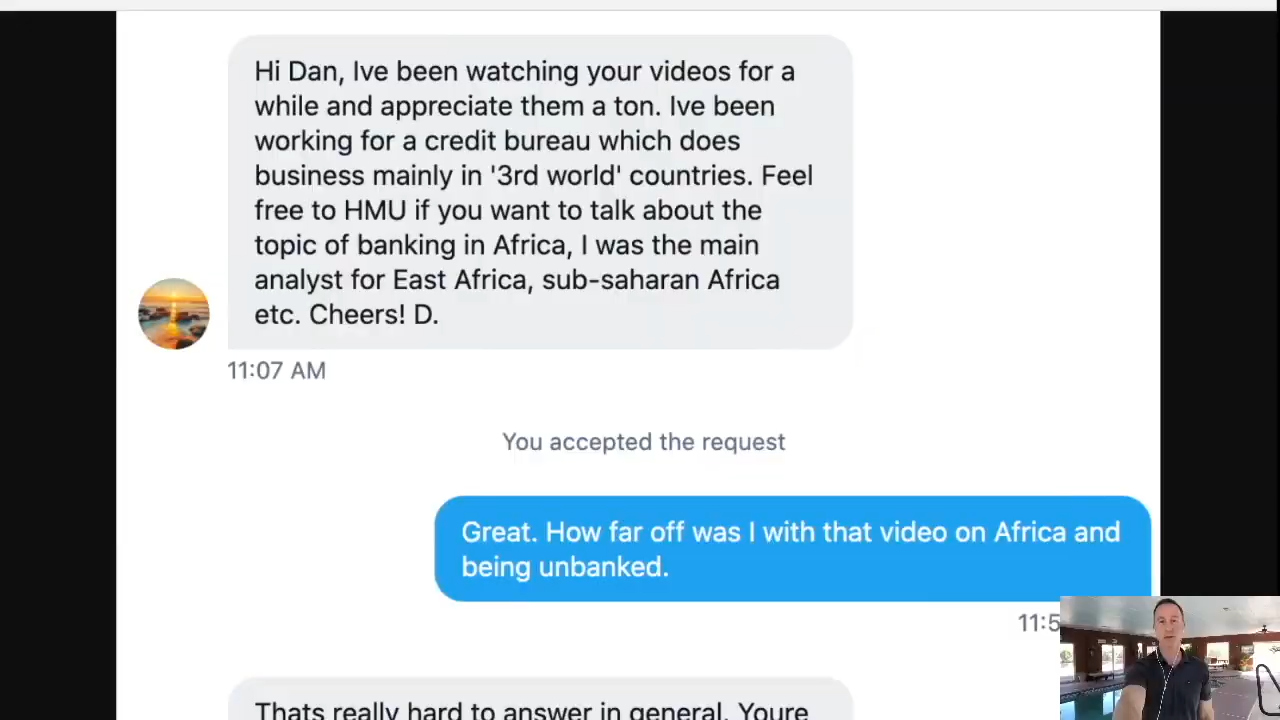 Hi Dan, Ive been watching your videos for a
while and appreciate them a ton. Ive been
working for a credit bureau which does
business mainly in '3rd world' countries. Feel
free to HMU if you want to talk about the
topic of banking in Africa, I was the main
analyst for East Africa, sub-saharan Africa
etc. Cheers! D.
11:07 AM
You accepted the request
Great. How far off was I with that video on Africa and
being unbanked.
11:5
Thats really hard to answer in general. Youre